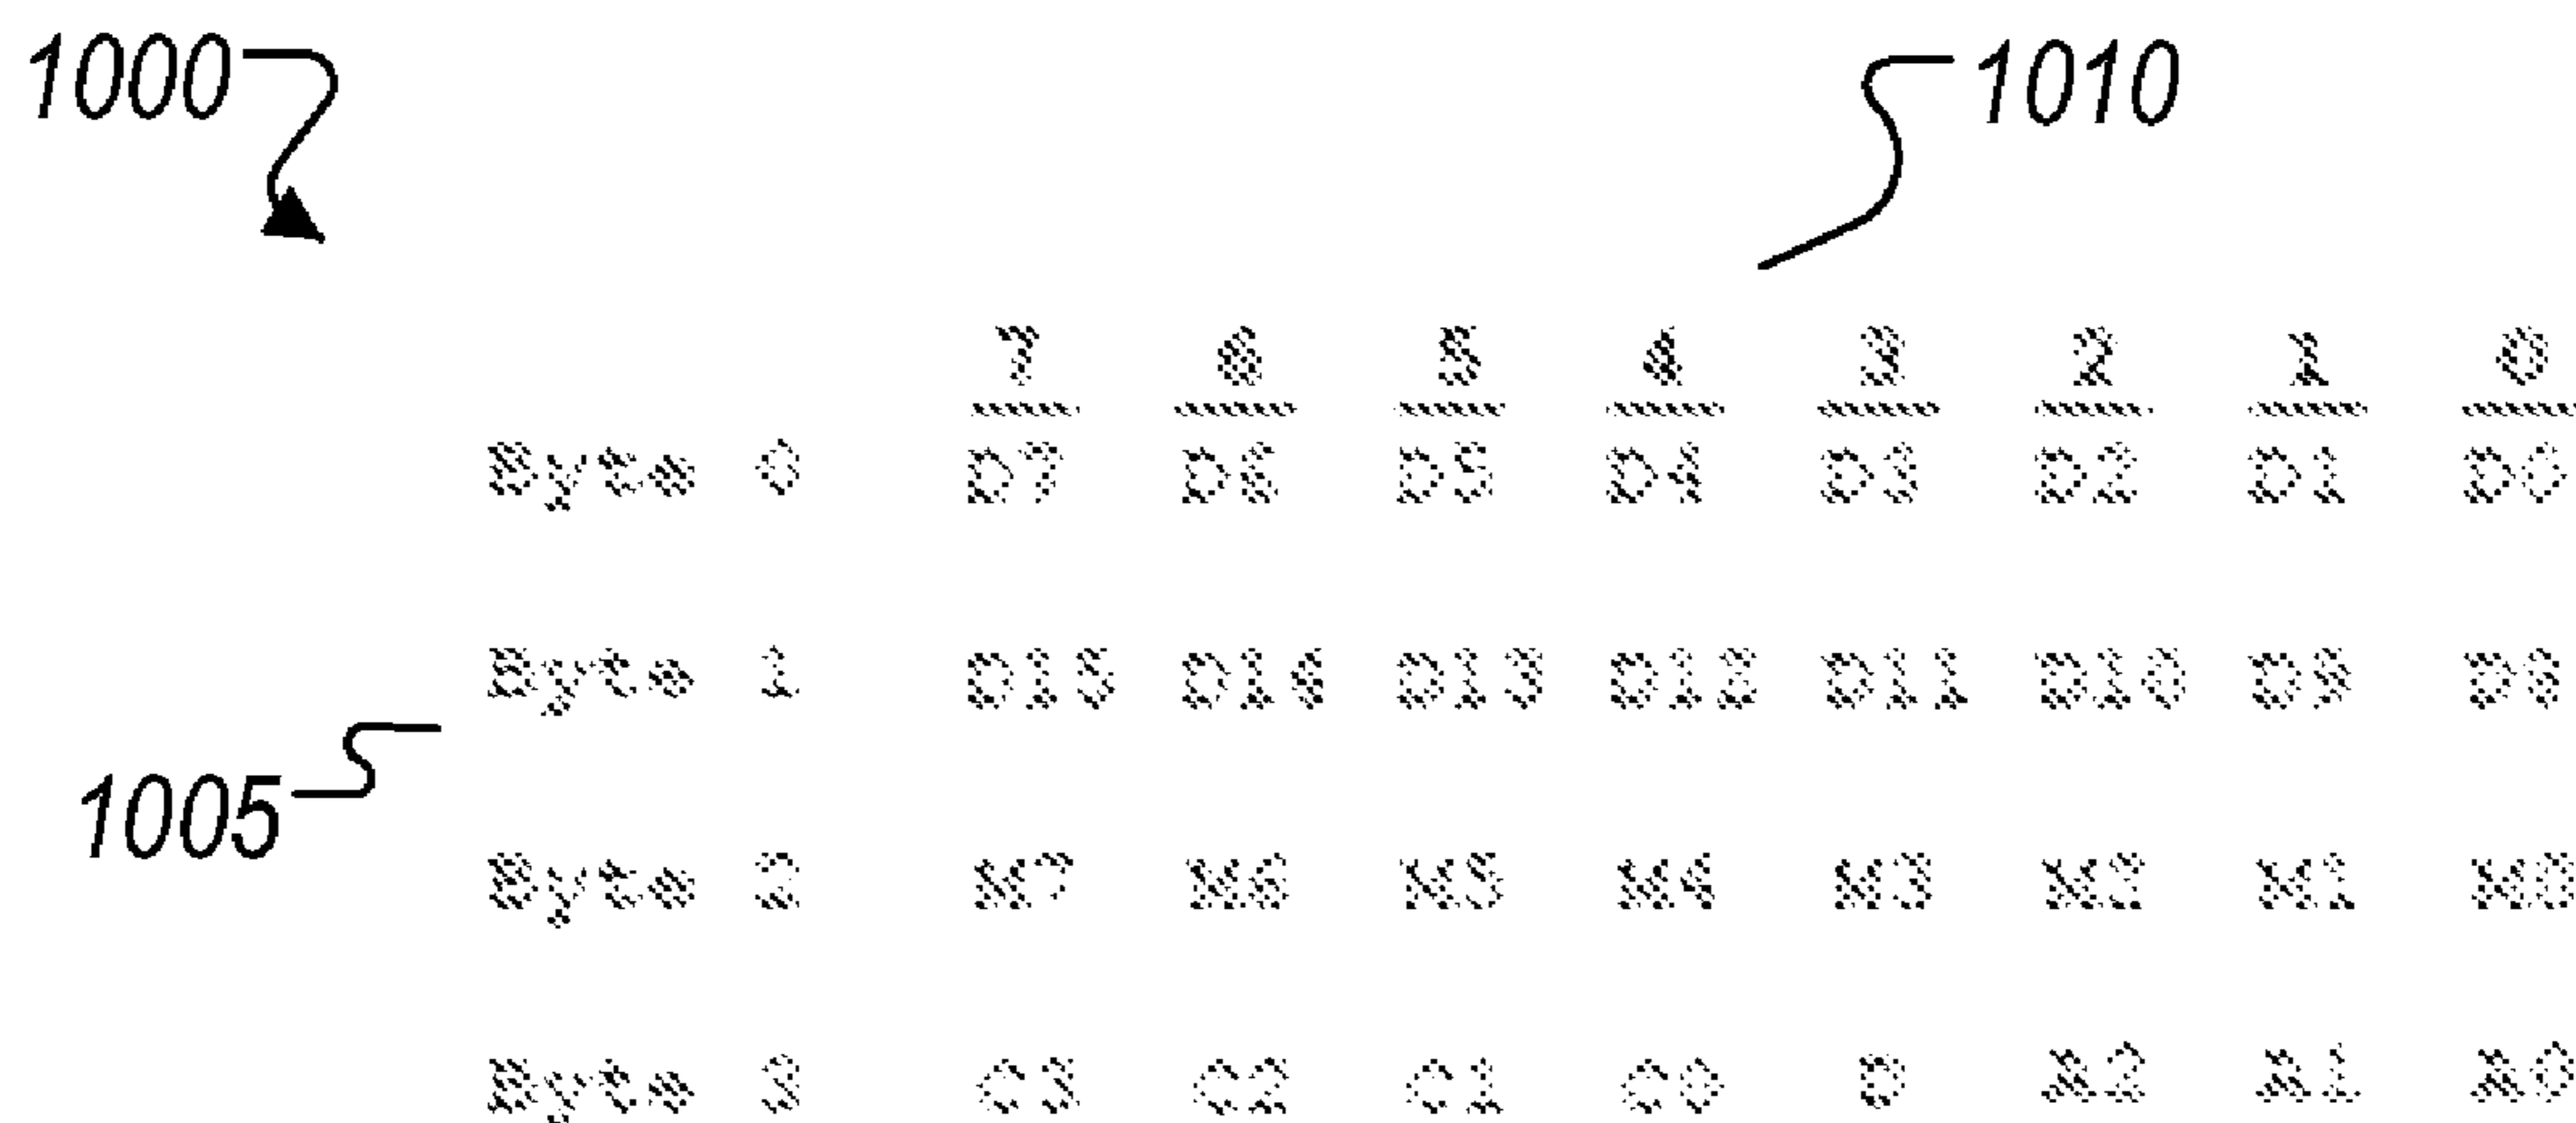 1000 1010
7 6 5 4 3 2 1 0
Byte 0 D7 D6 D5 D4 D3 D2 D1 D0
Byte 1 D15 D14 D13 D12 D11 D10 D9 D8
1005
Byte 2 M7 M6 M5 M4 M3 M2 M1 M0
Byte 3 C3 C2 C1 C0 D A2 A1 A0